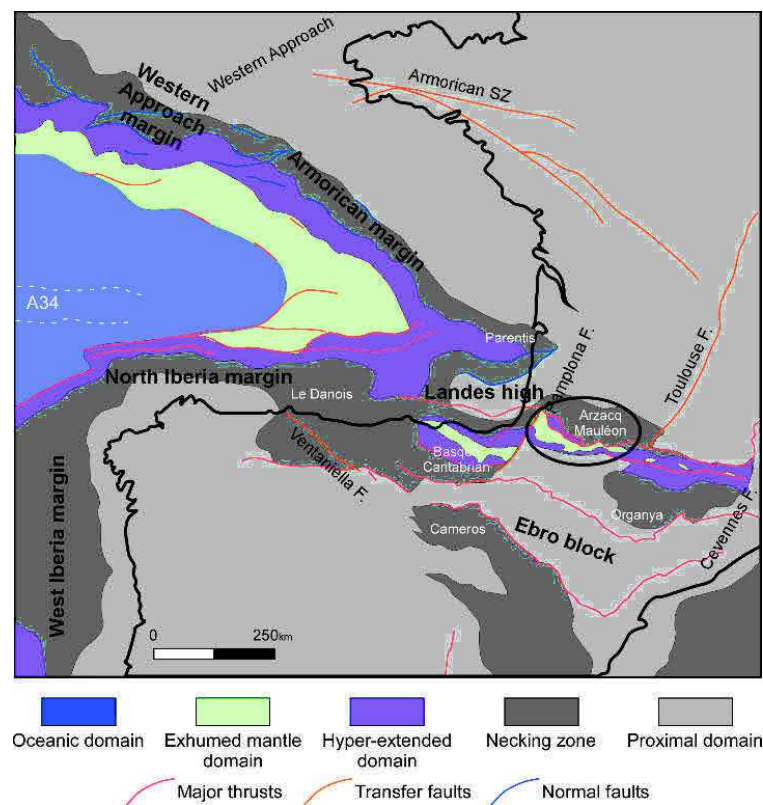 Western Approach
Western
Approach
margin
Armorican SZ
Armorican margin
A34
Parentis
Pamplona F.
Toulouse F.
North Iberia margin
Le Danois
Landes high
Arzacq
Mauléon
Ventaniella F.
Basque
Cantabrian
Organya
Cevennes F.
Cameros
Ebro block
West Iberia margin
0 250km
Oceanic domain
Exhumed mantle
domain
Hyper-extended
domain
Necking zone
Proximal domain
Major thrusts
Transfer faults
Normal faults